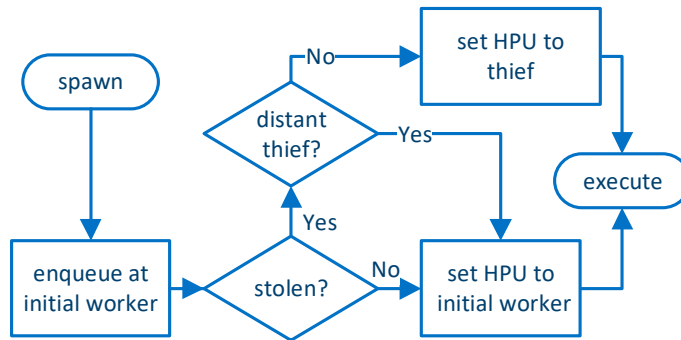 spawn
enqueue at
initial worker
stolen?
Yes
No
distant
thief?
No
Yes
set HPU to
thief
set HPU to
initial worker
execute